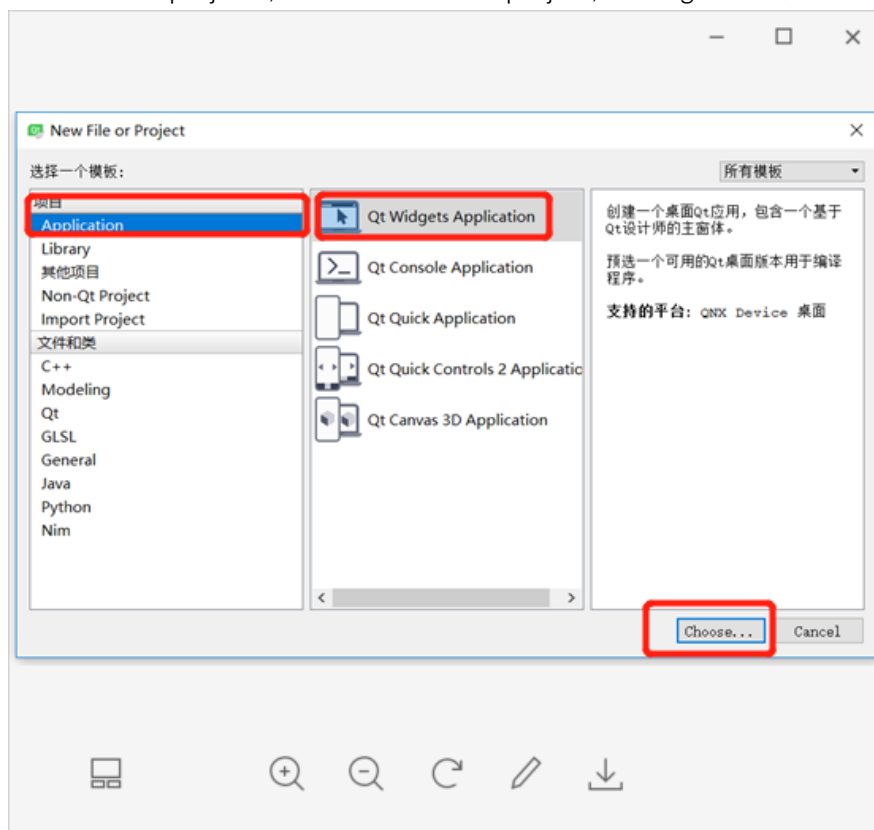 New File or Project
选择一个模板:
所有模板
项目
Application
Library
其他项目
Non-Qt Project
Import Project
文件和类
C++
Modeling
Qt
GLSL
General
Java
Python
Nim
Qt Widgets Application
Qt Console Application
Qt Quick Application
Qt Quick Controls 2 Applicatio
Qt Canvas 3D Application
创建一个桌面Qt应用，包含一个基于
Qt设计师的主窗体。
预选一个可用的Qt桌面版本用于编译
程序。
支持的平台: QNX Device 桌面
Choose...
Cancel